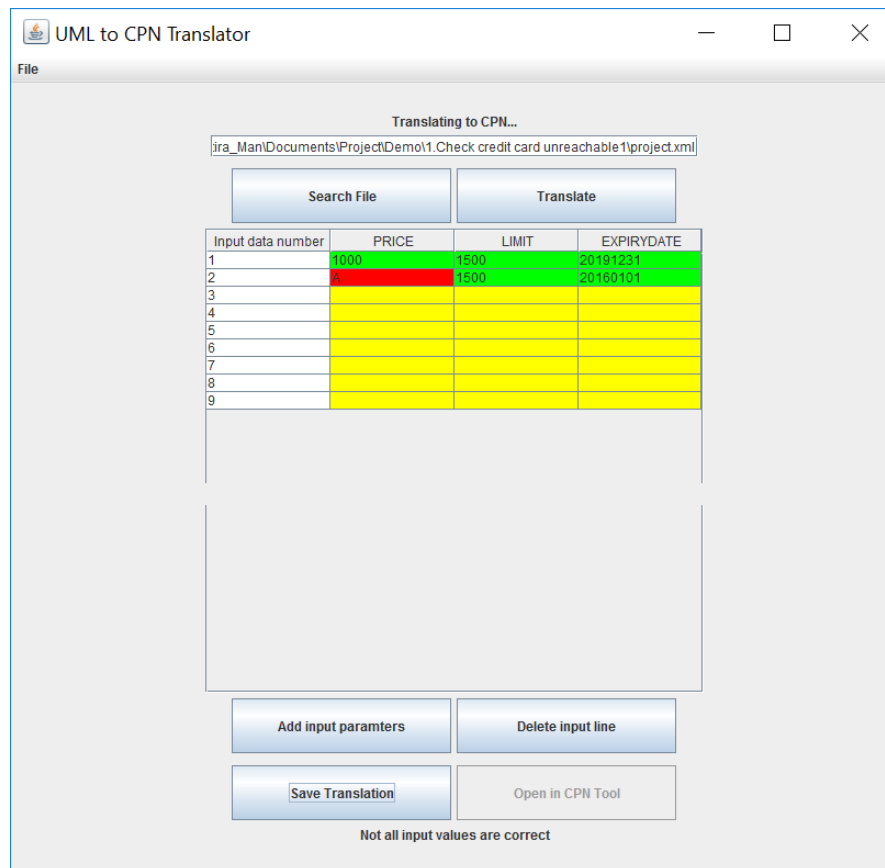 UML to CPN Translator
File
Translating to CPN...
tira_Man\Documents\Project\Demo\1.Check credit card unreachable1\project.xml
Search File Translate
Input data number PRICE LIMIT EXPIRYDATE
1 1000 1500 20191231
2 A 1500 20160101
3
4
5
6
7
8
9
Add input paramters Delete input line
Save Translation Open in CPN Tool
Not all input values are correct